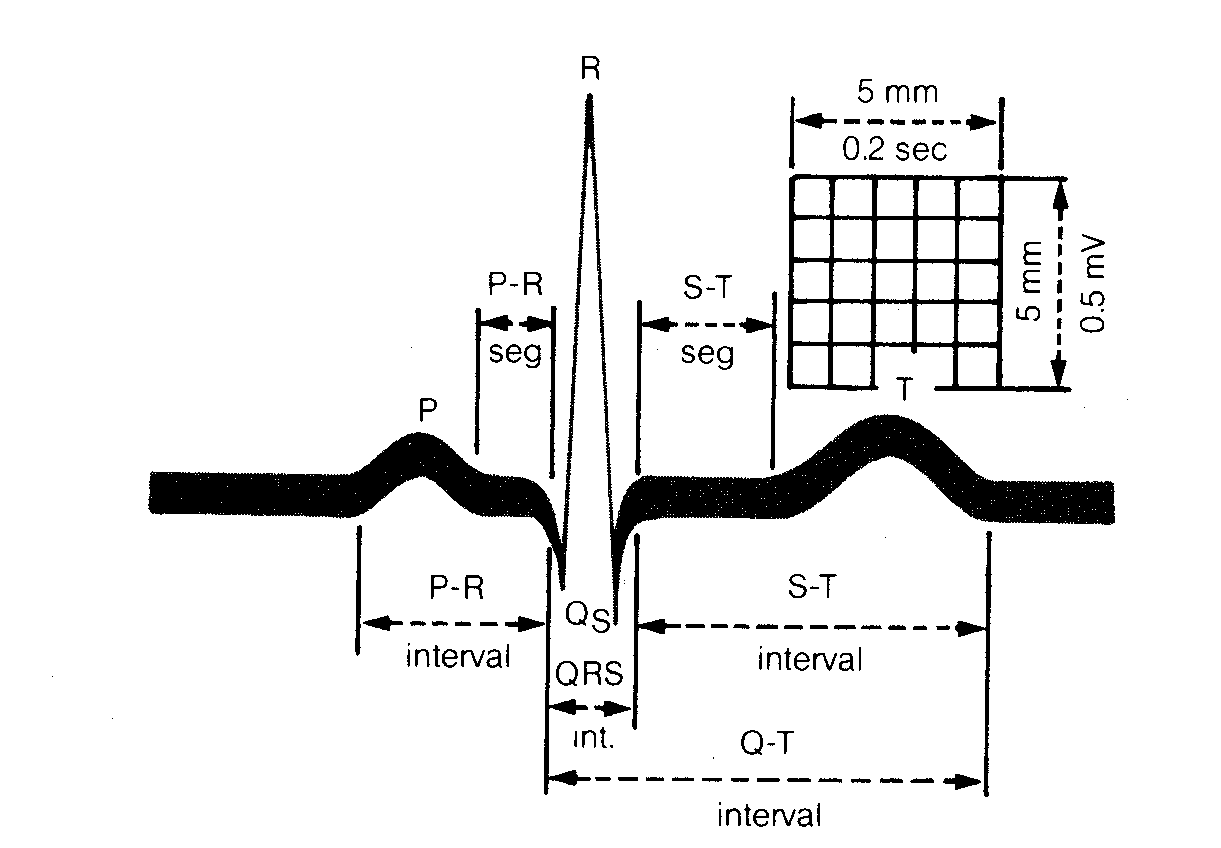 R
5 mm
0.2 sec
5 mm
0.5 mV
P-R
seg
S-T
seg
T
P
P-R
interval
Q
S
S-T
interval
QRS
int.
Q-T
interval